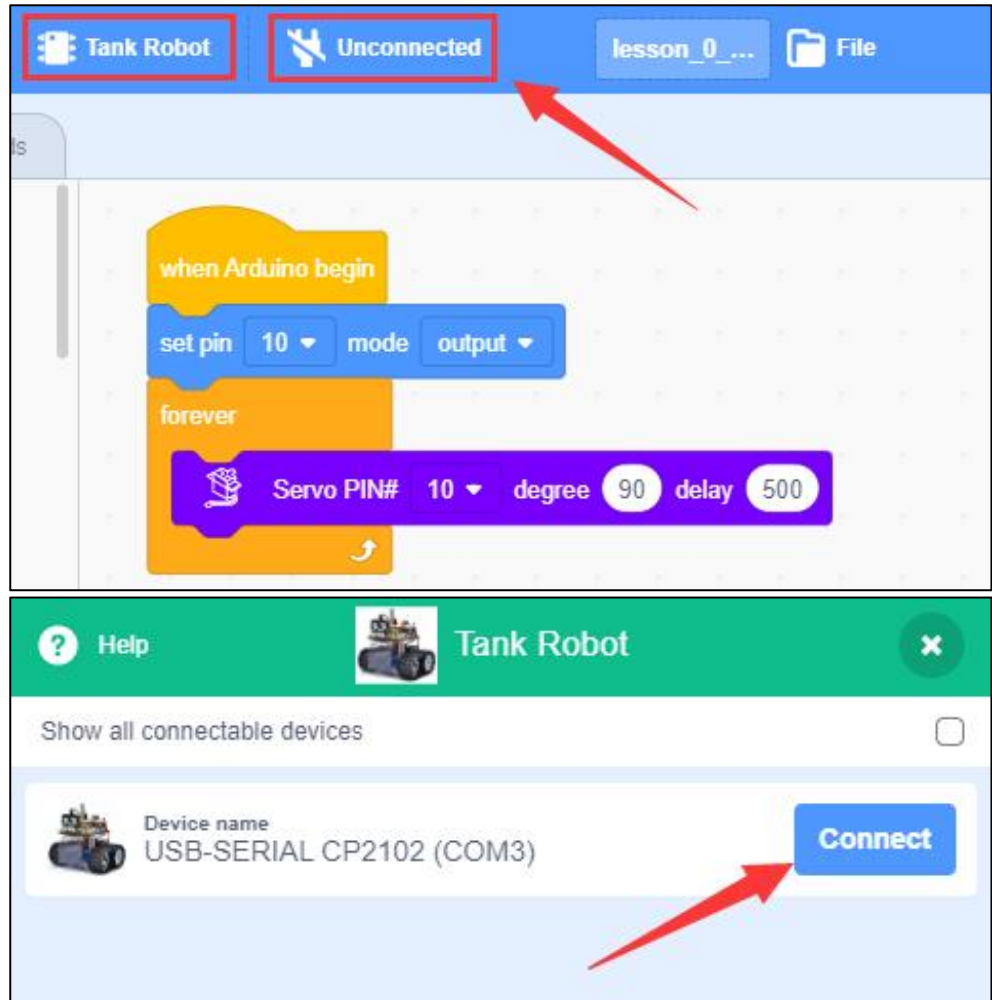 Tank Robot Unconnected lesson_0_... File
ls
when Arduino begin
set pin 10 mode output
forever
Servo PIN# 10 degree 90 delay 500
? Help Tank Robot
Show all connectable devices
Device name
USB-SERIAL CP2102 (COM3)
Connect